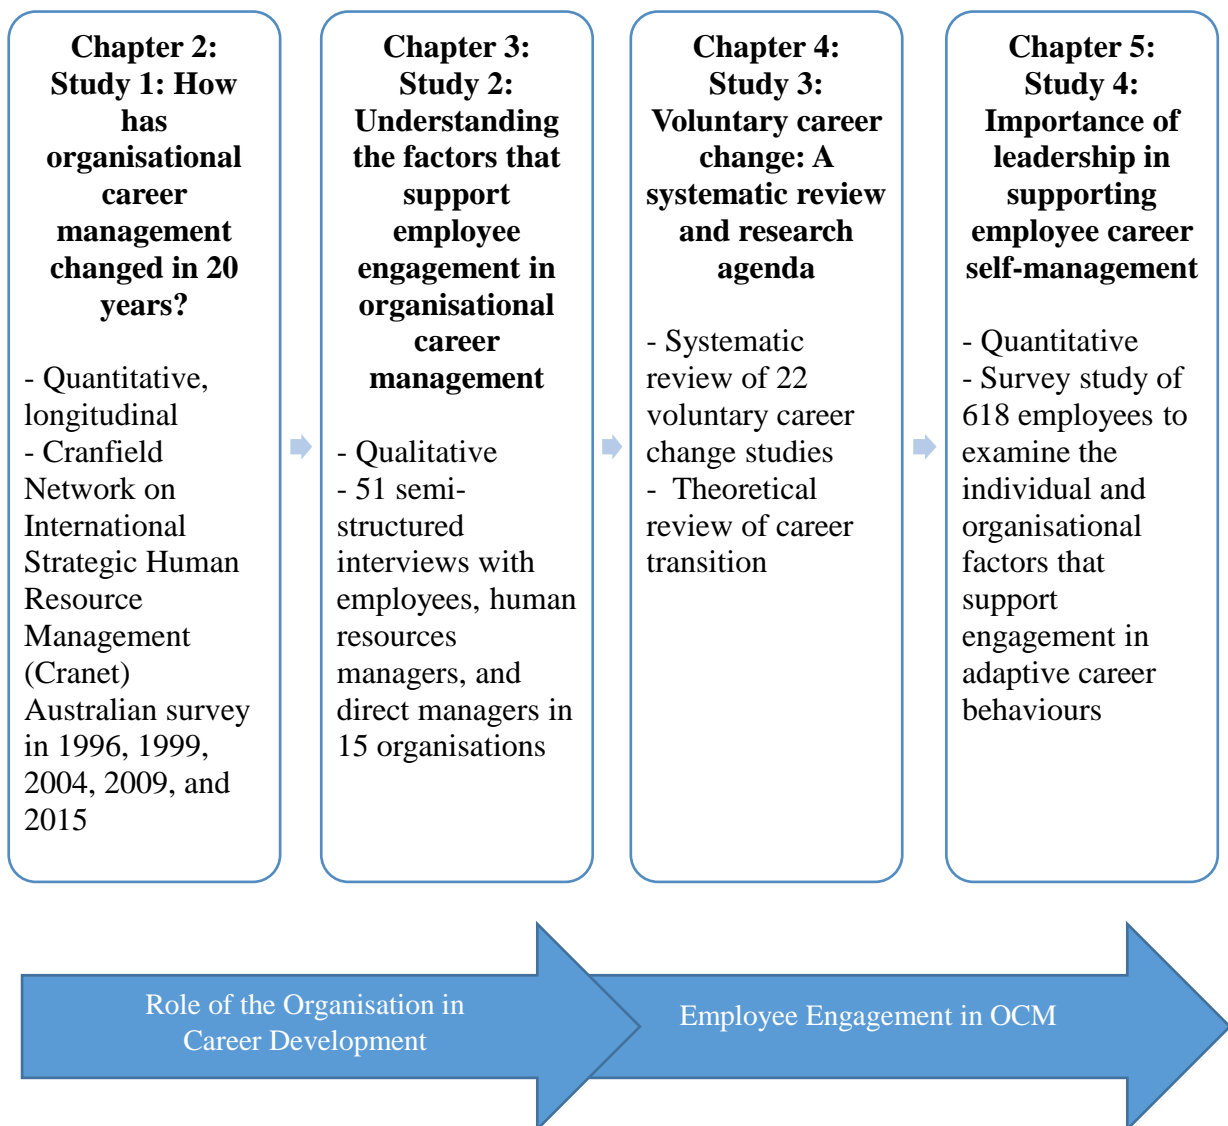 Chapter 2:
Study 1: How
has
organisational
career
management
changed in 20
years?
- Quantitative,
longitudinal
- Cranfield
Network on
International
Strategic Human
Resource
Management
(Cranet)
Australian survey
in 1996, 1999,
2004, 2009, and
2015
Chapter 3:
Study 2:
Understanding
the factors that
support
employee
engagement in
organisational
career
management
- Qualitative
- 51 semi-
structured
interviews with
employees, human
resources
managers, and
direct managers in
15 organisations
Chapter 4:
Study 3:
Voluntary career
change: A
systematic review
and research
agenda
- Systematic
review of 22
voluntary career
change studies
- Theoretical
review of career
transition
Chapter 5:
Study 4:
Importance of
leadership in
supporting
employee career
self-management
- Quantitative
- Survey study of
618 employees to
examine the
individual and
organisational
factors that
support
engagement in
adaptive career
behaviours
Role of the Organisation in
Career Development
Employee Engagement in OCM